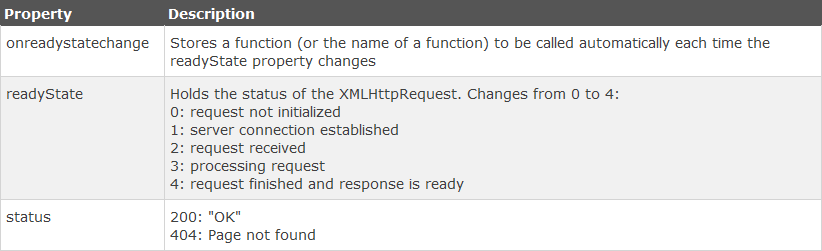 Property Description
onreadystatechange Stores a function (or the name of a function) to be called automatically each time the
readyState property changes
readyState Holds the status of the XMLHttpRequest. Changes from 0 to 4:
0: request not initialized
1: server connection established
2: request received
3: processing request
4: request finished and response is ready
status 200: "OK"
404: Page not found